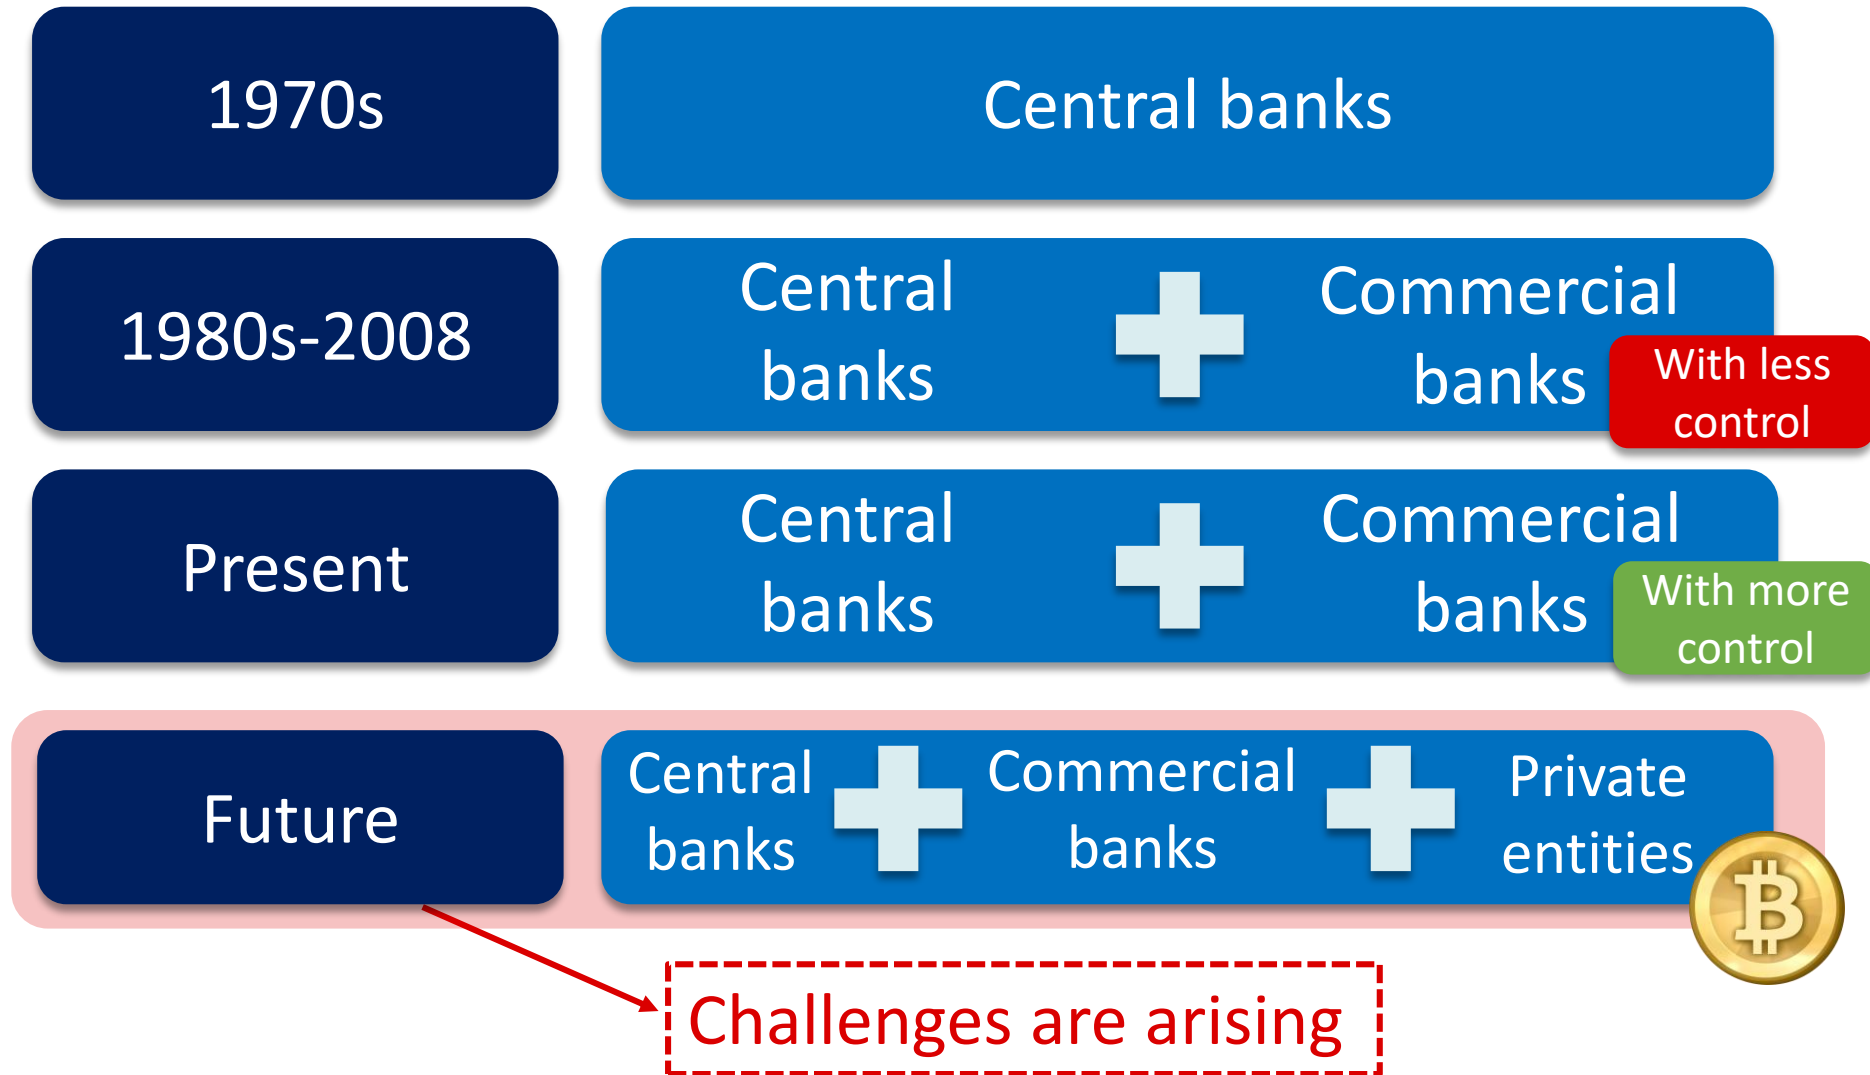 1970s
Central banks
1980s-2008
Central
banks
Commercial
banks
With less
control
Present
Central
banks
Commercial
banks
With more
control
Future
Central
banks
Commercial
banks
Private
entities
Challenges are arising